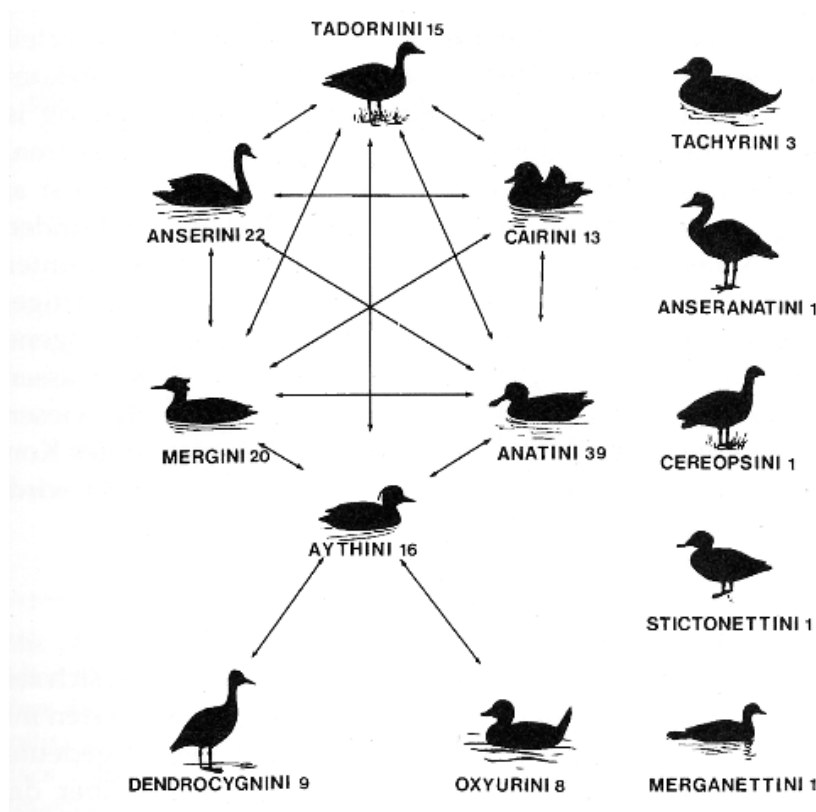 TADORNINI 15
TACHYRINI 3
ANSERINI 22
CAIRINI 13
ANSERANATINI 1
MERGINI 20
ANATINI 39
CEREOPSINI 1
AYTHINI 16
STICTONETTINI 1
DENDROCYGNINI 9
OXYURINI 8
MERGANETTINI 1